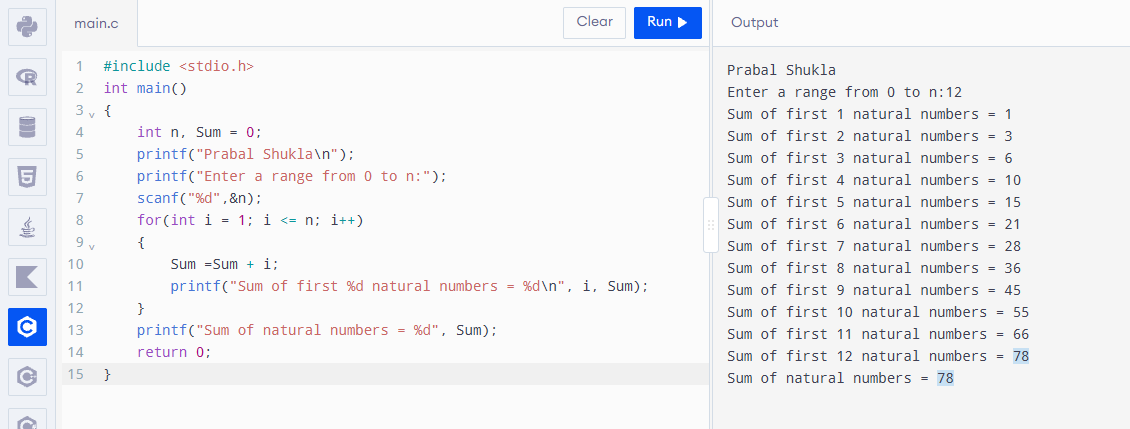 main.c
Clear
Run
Output
1 #include <stdio.h>
2 int main()
3 {
4 int n, Sum = 0;
5 printf("Prabal Shukla\n");
6 printf("Enter a range from 0 to n:");
7 scanf("%d",&n);
8 for(int i = 1; i <= n; i++)
9 {
10 Sum =Sum + i;
11 printf("Sum of first %d natural numbers = %d\n", i, Sum);
12 }
13 printf("Sum of natural numbers = %d", Sum);
14 return 0;
15 }
Prabal Shukla
Enter a range from 0 to n:12
Sum of first 1 natural numbers = 1
Sum of first 2 natural numbers = 3
Sum of first 3 natural numbers = 6
Sum of first 4 natural numbers = 10
Sum of first 5 natural numbers = 15
Sum of first 6 natural numbers = 21
Sum of first 7 natural numbers = 28
Sum of first 8 natural numbers = 36
Sum of first 9 natural numbers = 45
Sum of first 10 natural numbers = 55
Sum of first 11 natural numbers = 66
Sum of first 12 natural numbers = 78
Sum of natural numbers = 78